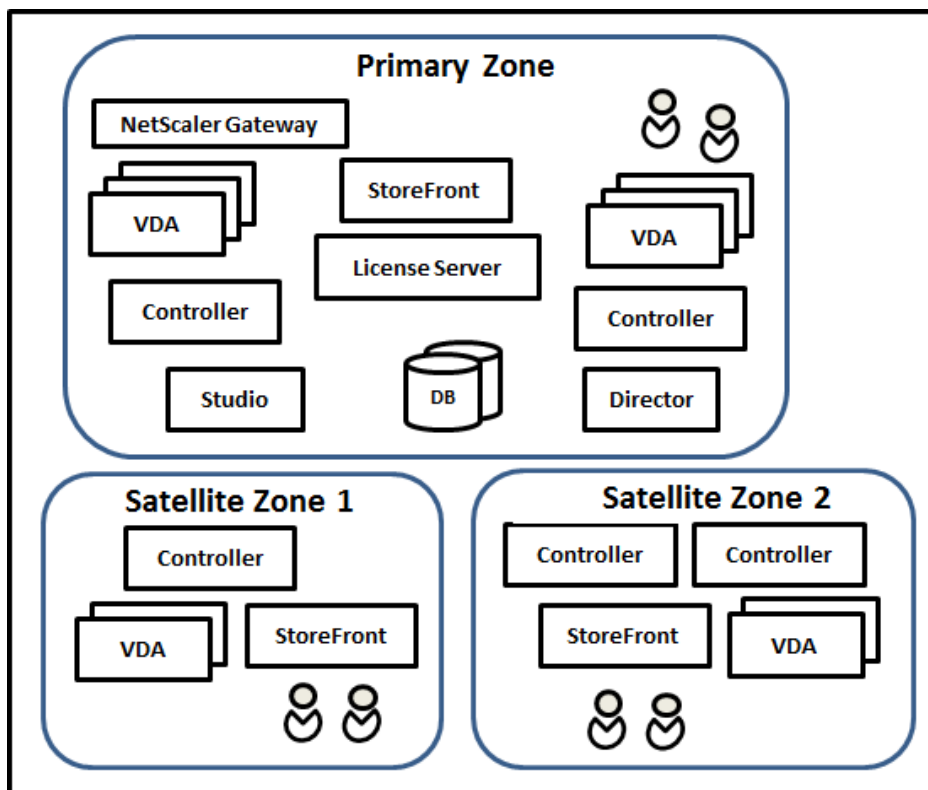 Primary Zone
NetScaler Gateway
StoreFront
VDA
VDA
License Server
Controller
Controller
Studio
DB
Director
Satellite Zone 1
Controller
VDA
StoreFront
Satellite Zone 2
Controller
Controller
StoreFront
VDA